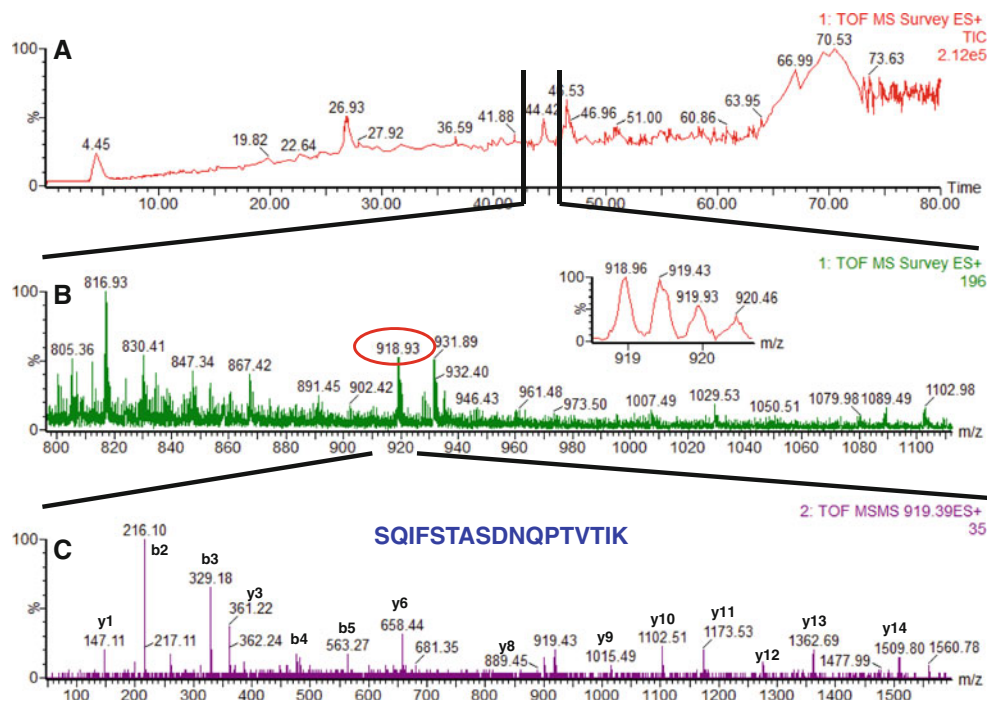 A
1: TOF MS Survey ES+
TIC
2.12e5
100
%
0
4.45
19.82
22.64
26.93
27.92
36.59
41.88
44.42
46.96
51.00
60.86
63.95
66.99
70.53
73.63
10.00 20.00 30.00 50.00 60.00 70.00 80.00
Time
B
1: TOF MS Survey ES+
196
100
%
0
805.36
816.93
830.41
847.34
867.42
891.45
902.42
918.93
931.89
932.40
946.43
961.48
973.50
1007.49
1029.53
1050.51
1079.98
1089.49
1102.98
800 820 840 860 880 900 920 940 960 980 1000 1020 1040 1060 1080 1100 m/z
100
%
0
918.96
919.43
919.93
920.46
919 920 m/z
C
SQIFSTASDNQPTVTIK
2: TOF MSMS 919.39ES+
35
100
%
0
y1
147.11
216.10
b2
217.11
b3
329.18
y3
361.22
362.24
b4
b5
563.27
y6
658.44
681.35
y8
889.45
919.43
y9
1015.49
y10
1102.51
y11
1173.53
y12
y13
1362.69
1477.99
y14
1509.80
1560.78
100 200 300 400 500 600 700 800 900 1000 1100 1200 1300 1400 1500 m/z